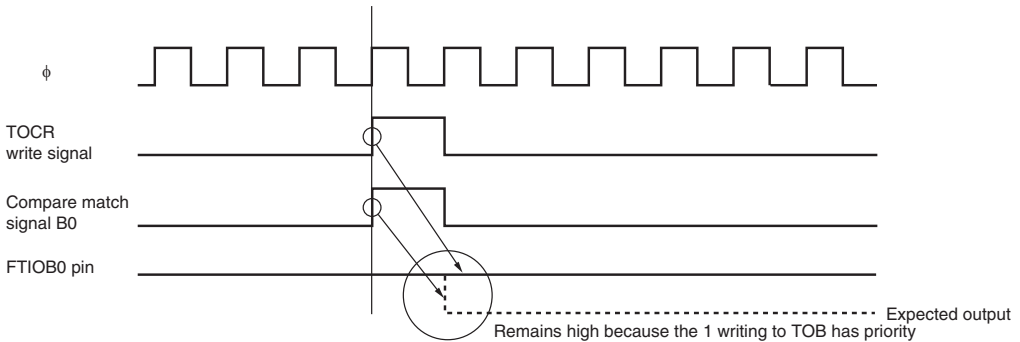 ϕ
TOCR
write signal
Compare match
signal B0
FTIOB0 pin
Expected output
Remains high because the 1 writing to TOB has priority